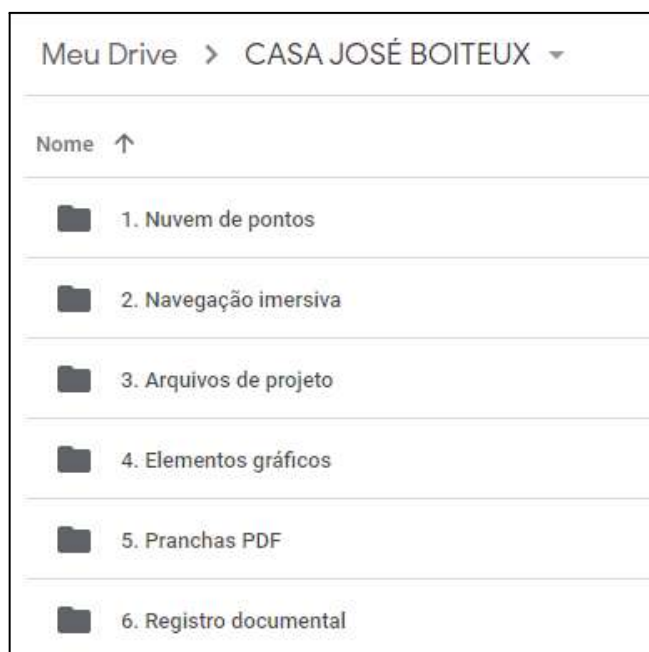 Meu Drive > CASA JOSÉ BOITEUX
Nome
1. Nuvem de pontos
2. Navegação imersiva
3. Arquivos de projeto
4. Elementos gráficos
5. Pranchas PDF
6. Registro documental